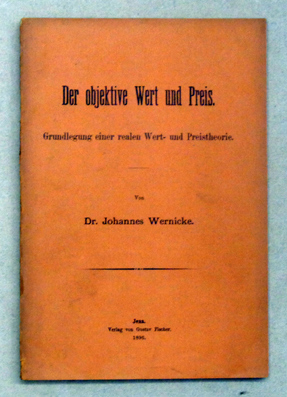 Der objektive Wert und Preis.
Grundlegung einer realen Wert- und Preistheorie.
Von
Dr. Johannes Wernicke.
Jena.
Verlag von Gustav Fischer.
1896.